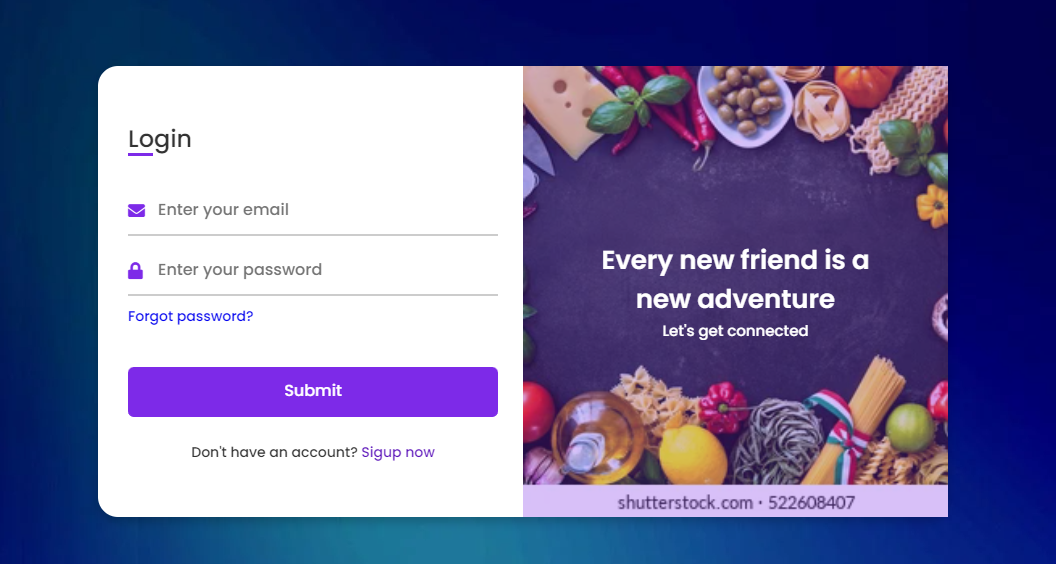 Login
Enter your email
Enter your password
Forgot password?
Submit
Don't have an account? Sigup now
Every new friend is a
new adventure
Let's get connected
shutterstock.com · 522608407